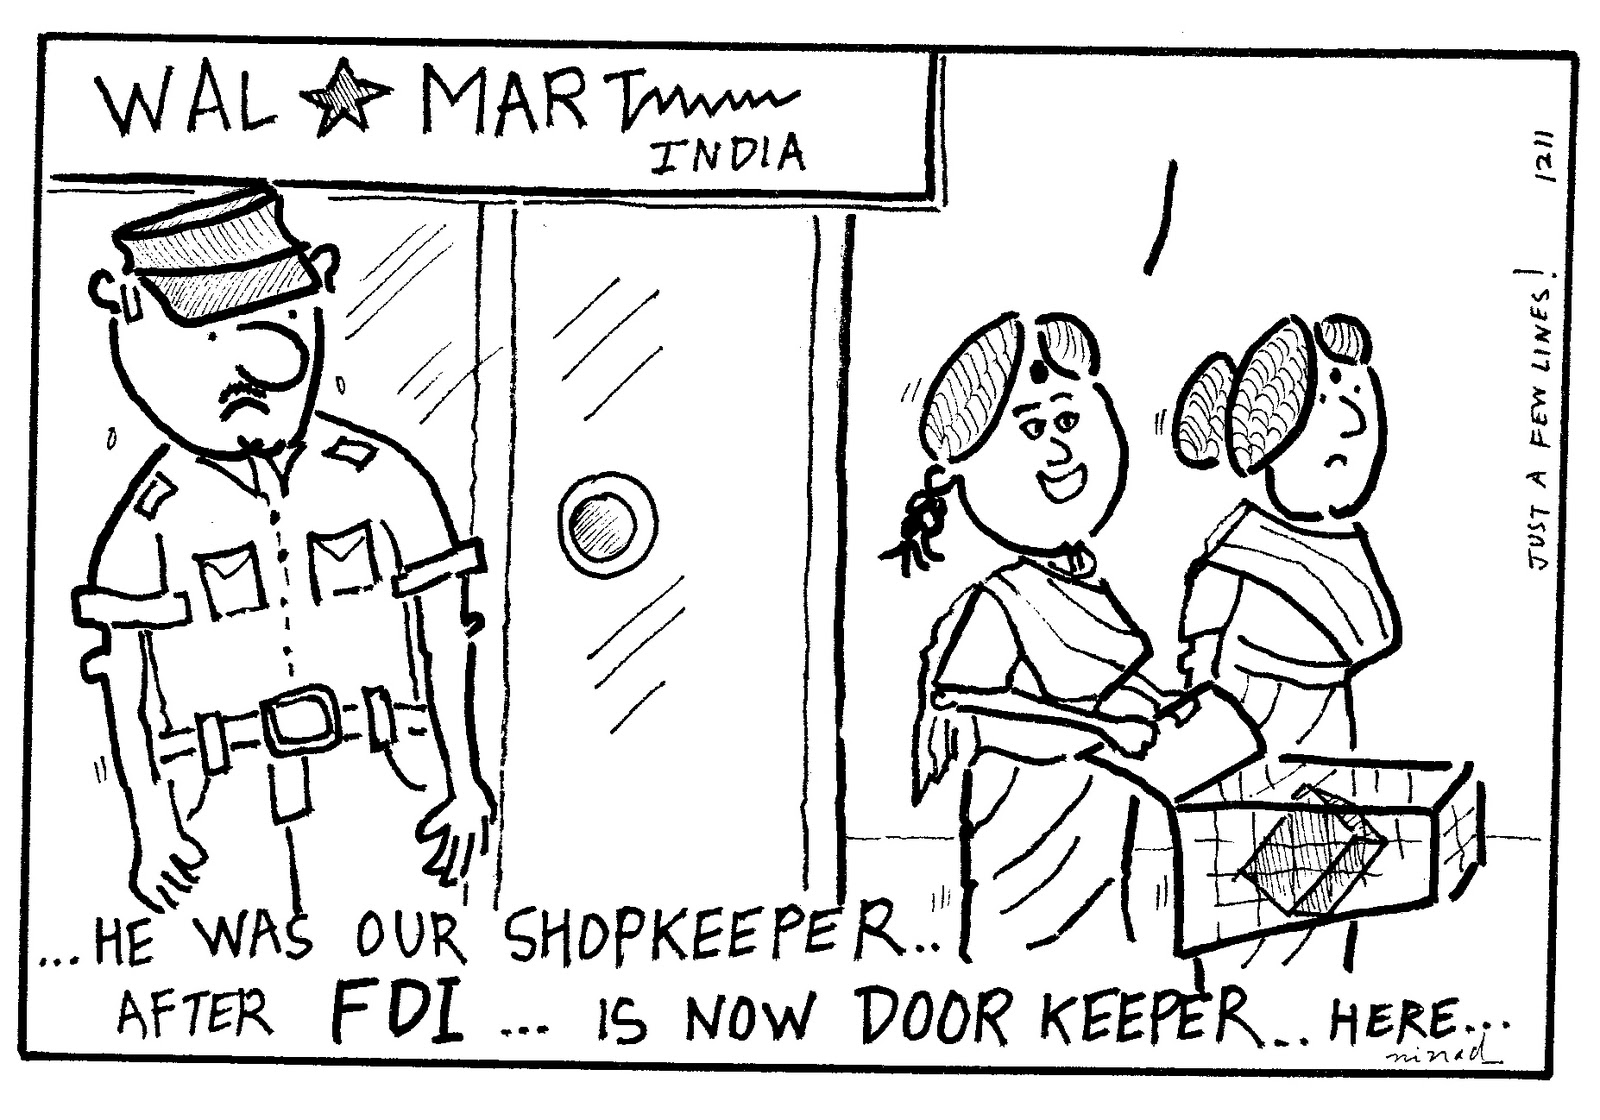 WAL★MART
INDIA
JUST A FEW LINES! 1211
...HE WAS OUR SHOPKEEPER...
AFTER FDI ... IS NOW DOOR KEEPER... HERE...
ninad